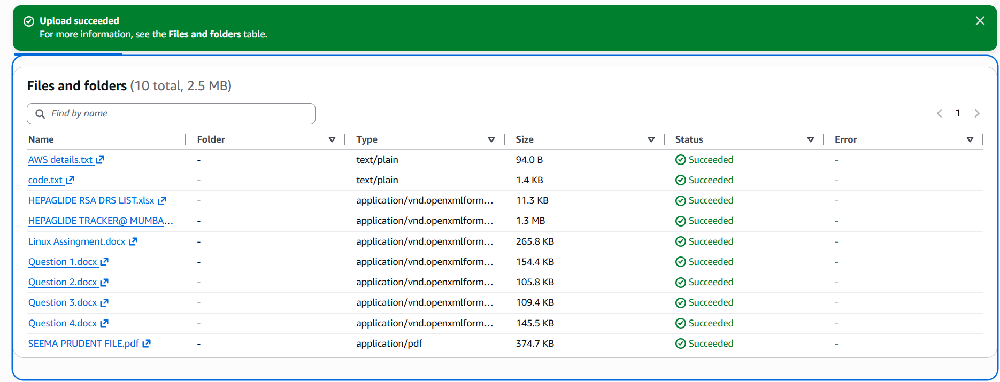 Upload succeeded
For more information, see the Files and folders table.
Files and folders (10 total, 2.5 MB)
Find by name
1
Name Folder Type Size Status Error
AWS details.txt - text/plain 94.0 B Succeeded -
code.txt - text/plain 1.4 KB Succeeded -
HEPAGLIDE RSA DRS LIST.xlsx - application/vnd.openxmlform... 11.3 KB Succeeded -
HEPAGLIDE TRACKER@ MUMBA... - application/vnd.openxmlform... 1.3 MB Succeeded -
Linux Assingment.docx - application/vnd.openxmlform... 265.8 KB Succeeded -
Question 1.docx - application/vnd.openxmlform... 154.4 KB Succeeded -
Question 2.docx - application/vnd.openxmlform... 105.8 KB Succeeded -
Question 3.docx - application/vnd.openxmlform... 109.4 KB Succeeded -
Question 4.docx - application/vnd.openxmlform... 145.5 KB Succeeded -
SEEMA PRUDENT FILE.pdf - application/pdf 374.7 KB Succeeded -